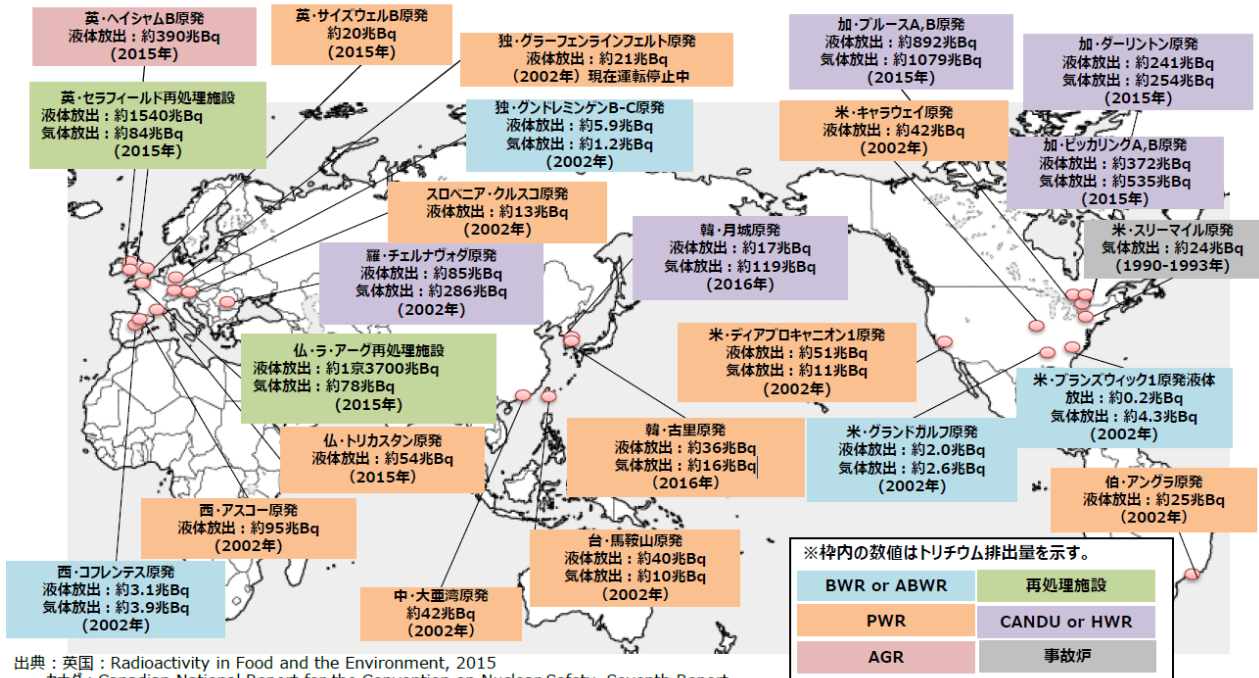 英・ヘイシャムB原発
液体放出：約390兆Bq
(2015年)
英・サイズウェルB原発
約20兆Bq
(2015年)
独・グラーフェンラインフェルト原発
液体放出：約21兆Bq
(2002年) 現在運転停止中
加・ブルースA,B原発
液体放出：約892兆Bq
気体放出：約1079兆Bq
(2015年)
加・ダーリントン原発
液体放出：約241兆Bq
気体放出：約254兆Bq
(2015年)
英・セラフィールド再処理施設
液体放出：約1540兆Bq
気体放出：約84兆Bq
(2015年)
独・グンドレミンゲンB-C原発
液体放出：約5.9兆Bq
気体放出：約1.2兆Bq
(2002年)
米・キャラウェイ原発
液体放出：約42兆Bq
(2002年)
加・ピッカリングA,B原発
液体放出：約372兆Bq
気体放出：約535兆Bq
(2015年)
スロベニア・クルスコ原発
液体放出：約13兆Bq
(2002年)
韓・月城原発
液体放出：約17兆Bq
気体放出：約119兆Bq
(2016年)
米・スリーマイル原発
気体放出：約24兆Bq
(1990-1993年)
羅・チェルナヴォダ原発
液体放出：約85兆Bq
気体放出：約286兆Bq
(2002年)
仏・ラ・アーグ再処理施設
液体放出：約1京3700兆Bq
気体放出：約78兆Bq
(2015年)
米・ディアブロキャニオン1原発
液体放出：約51兆Bq
気体放出：約11兆Bq
(2002年)
米・ブランズウィック1原発液体
放出：約0.2兆Bq
気体放出：約4.3兆Bq
(2002年)
仏・トリカスタン原発
液体放出：約54兆Bq
(2015年)
韓・古里原発
液体放出：約36兆Bq
気体放出：約16兆Bq
(2016年)
米・グランドガルフ原発
液体放出：約2.0兆Bq
気体放出：約2.6兆Bq
(2002年)
伯・アングラ原発
液体放出：約25兆Bq
(2002年)
西・アスコー原発
液体放出：約95兆Bq
(2002年)
台・馬鞍山原発
液体放出：約40兆Bq
気体放出：約10兆Bq
(2002年)
西・コフレンテス原発
液体放出：約3.1兆Bq
気体放出：約3.9兆Bq
(2002年)
中・大亜湾原発
約42兆Bq
(2002年)
※枠内の数値はトリチウム排出量を示す。
BWR or ABWR
再処理施設
PWR
CANDU or HWR
AGR
事故炉
出典：英国：Radioactivity in Food and the Environment, 2015
カナダ：Canadian National Report for the Convention on Nuclear Safety, Seventh Report